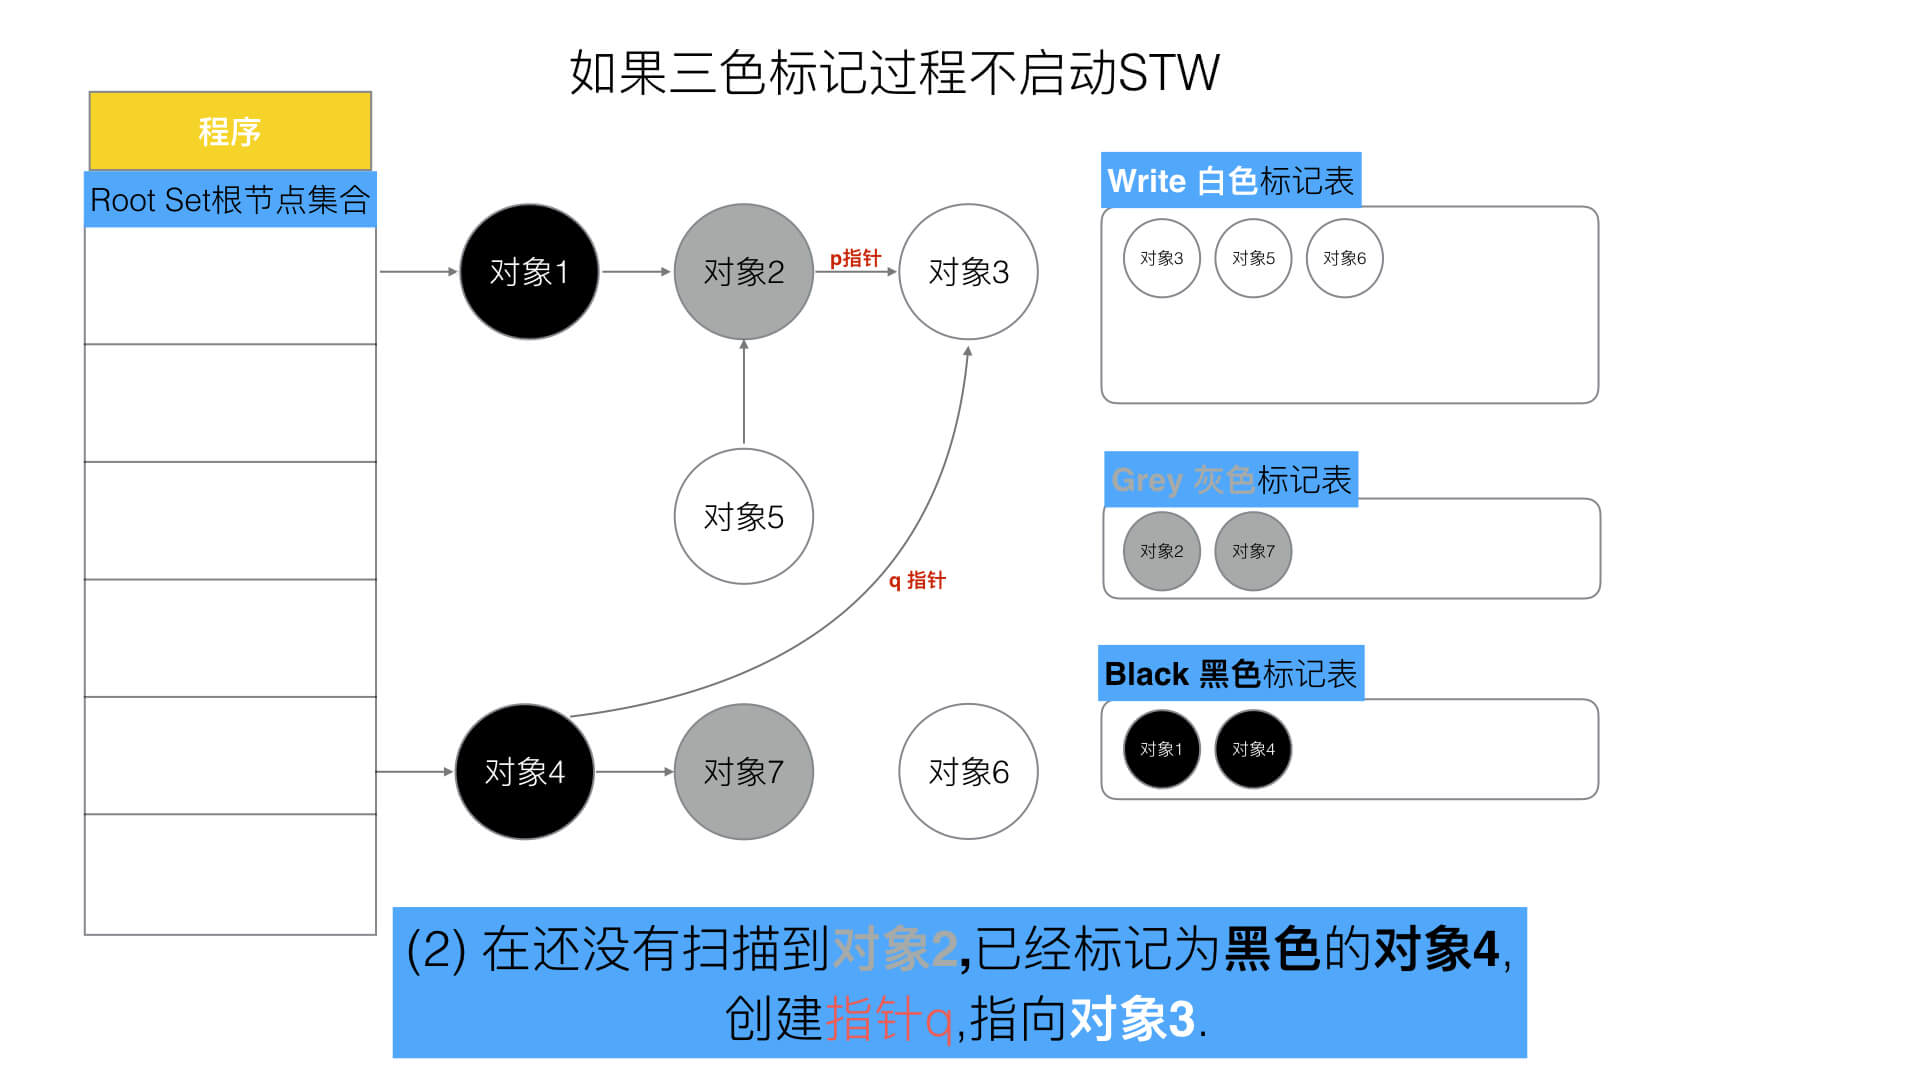 如果三色标记过程不启动STW
程序
Root Set根节点集合
对象1
对象2
p指针
对象3
对象5
q 指针
对象4
对象7
对象6
Write 白色标记表
对象3
对象5
对象6
Grey 灰色标记表
对象2
对象7
Black 黑色标记表
对象1
对象4
(2) 在还没有扫描到对象2,已经标记为黑色的对象4,
创建指针q,指向对象3.